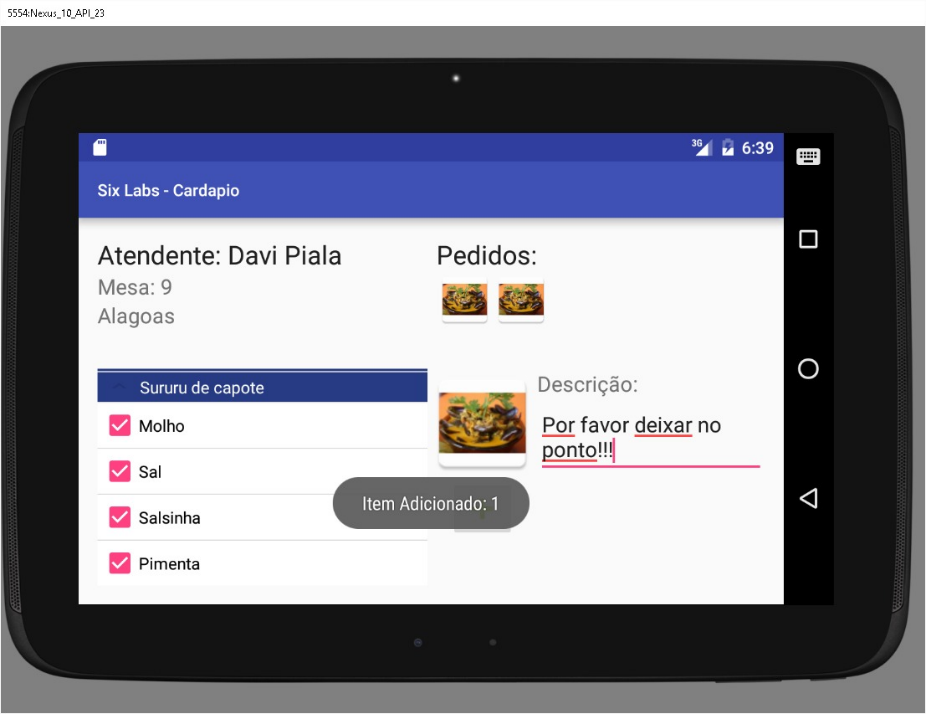 5554:Nexus_10_API_23
3G 6:39
Six Labs - Cardapio
Atendente: Davi Piala
Mesa: 9
Alagoas
Pedidos:
Sururu de capote
Molho
Sal
Salsinha
Pimenta
Descrição:
Por favor deixar no
ponto!!!
Item Adicionado: 1